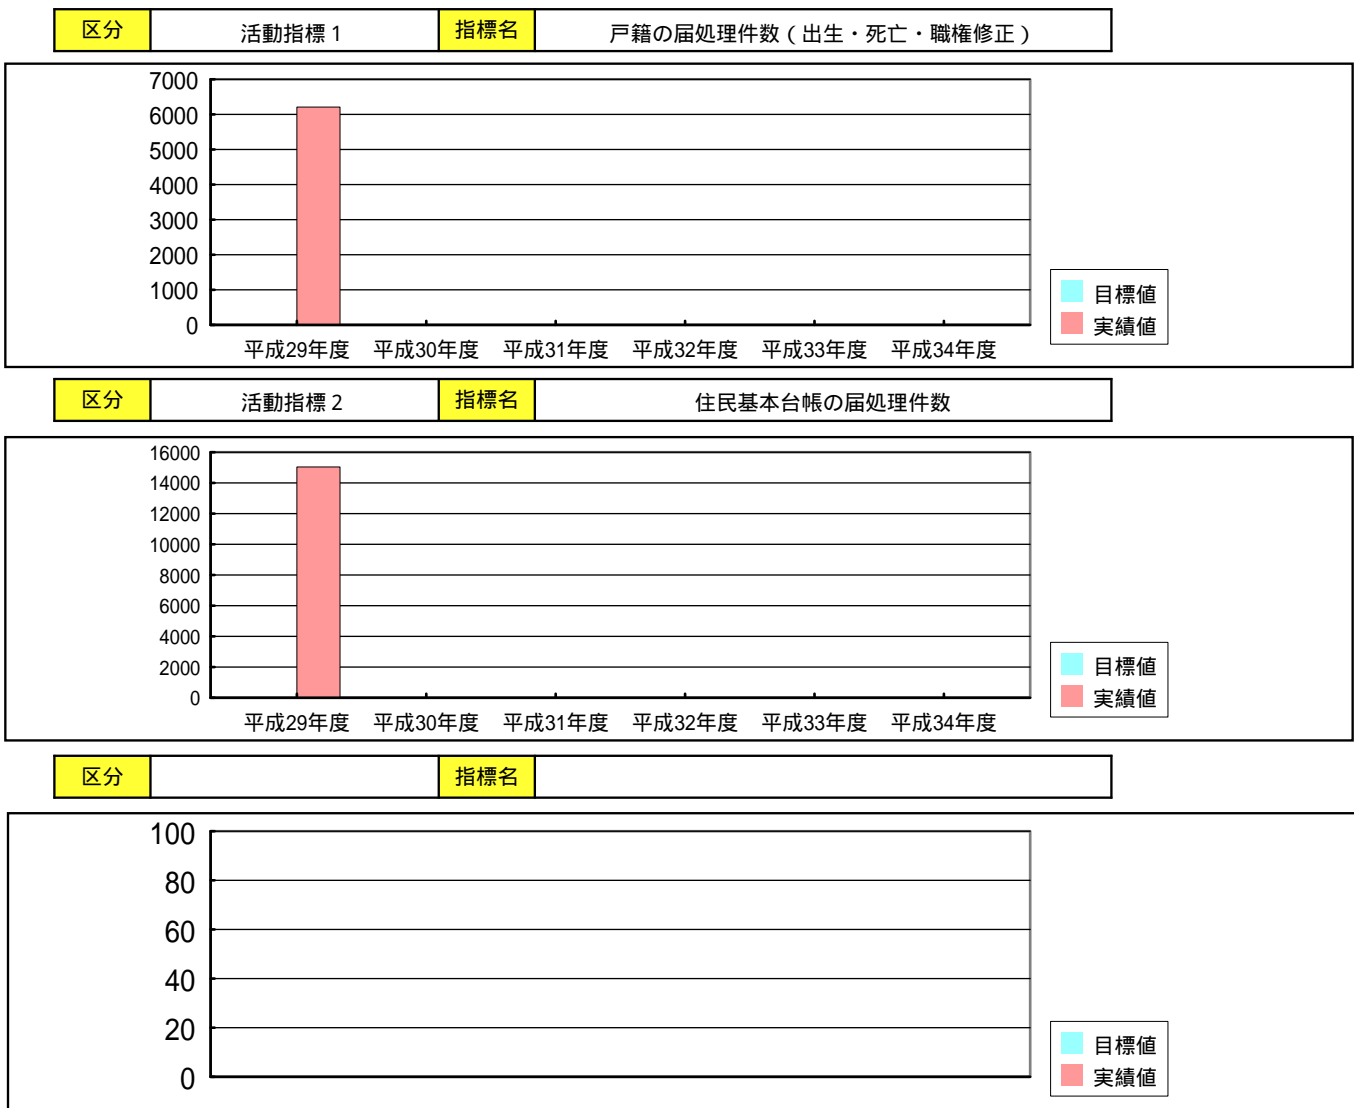 区分 活動指標1 指標名 戸籍の届処理件数(出生・死亡・職権修正)
7000
6000
5000
4000
3000
2000
1000
0
平成29年度 平成30年度 平成31年度 平成32年度 平成33年度 平成34年度
目標値
実績値
区分 活動指標2 指標名 住民基本台帳の届処理件数
16000
14000
12000
10000
8000
6000
4000
2000
0
平成29年度 平成30年度 平成31年度 平成32年度 平成33年度 平成34年度
目標値
実績値
区分 指標名
100
80
60
40
20
0
目標値
実績値